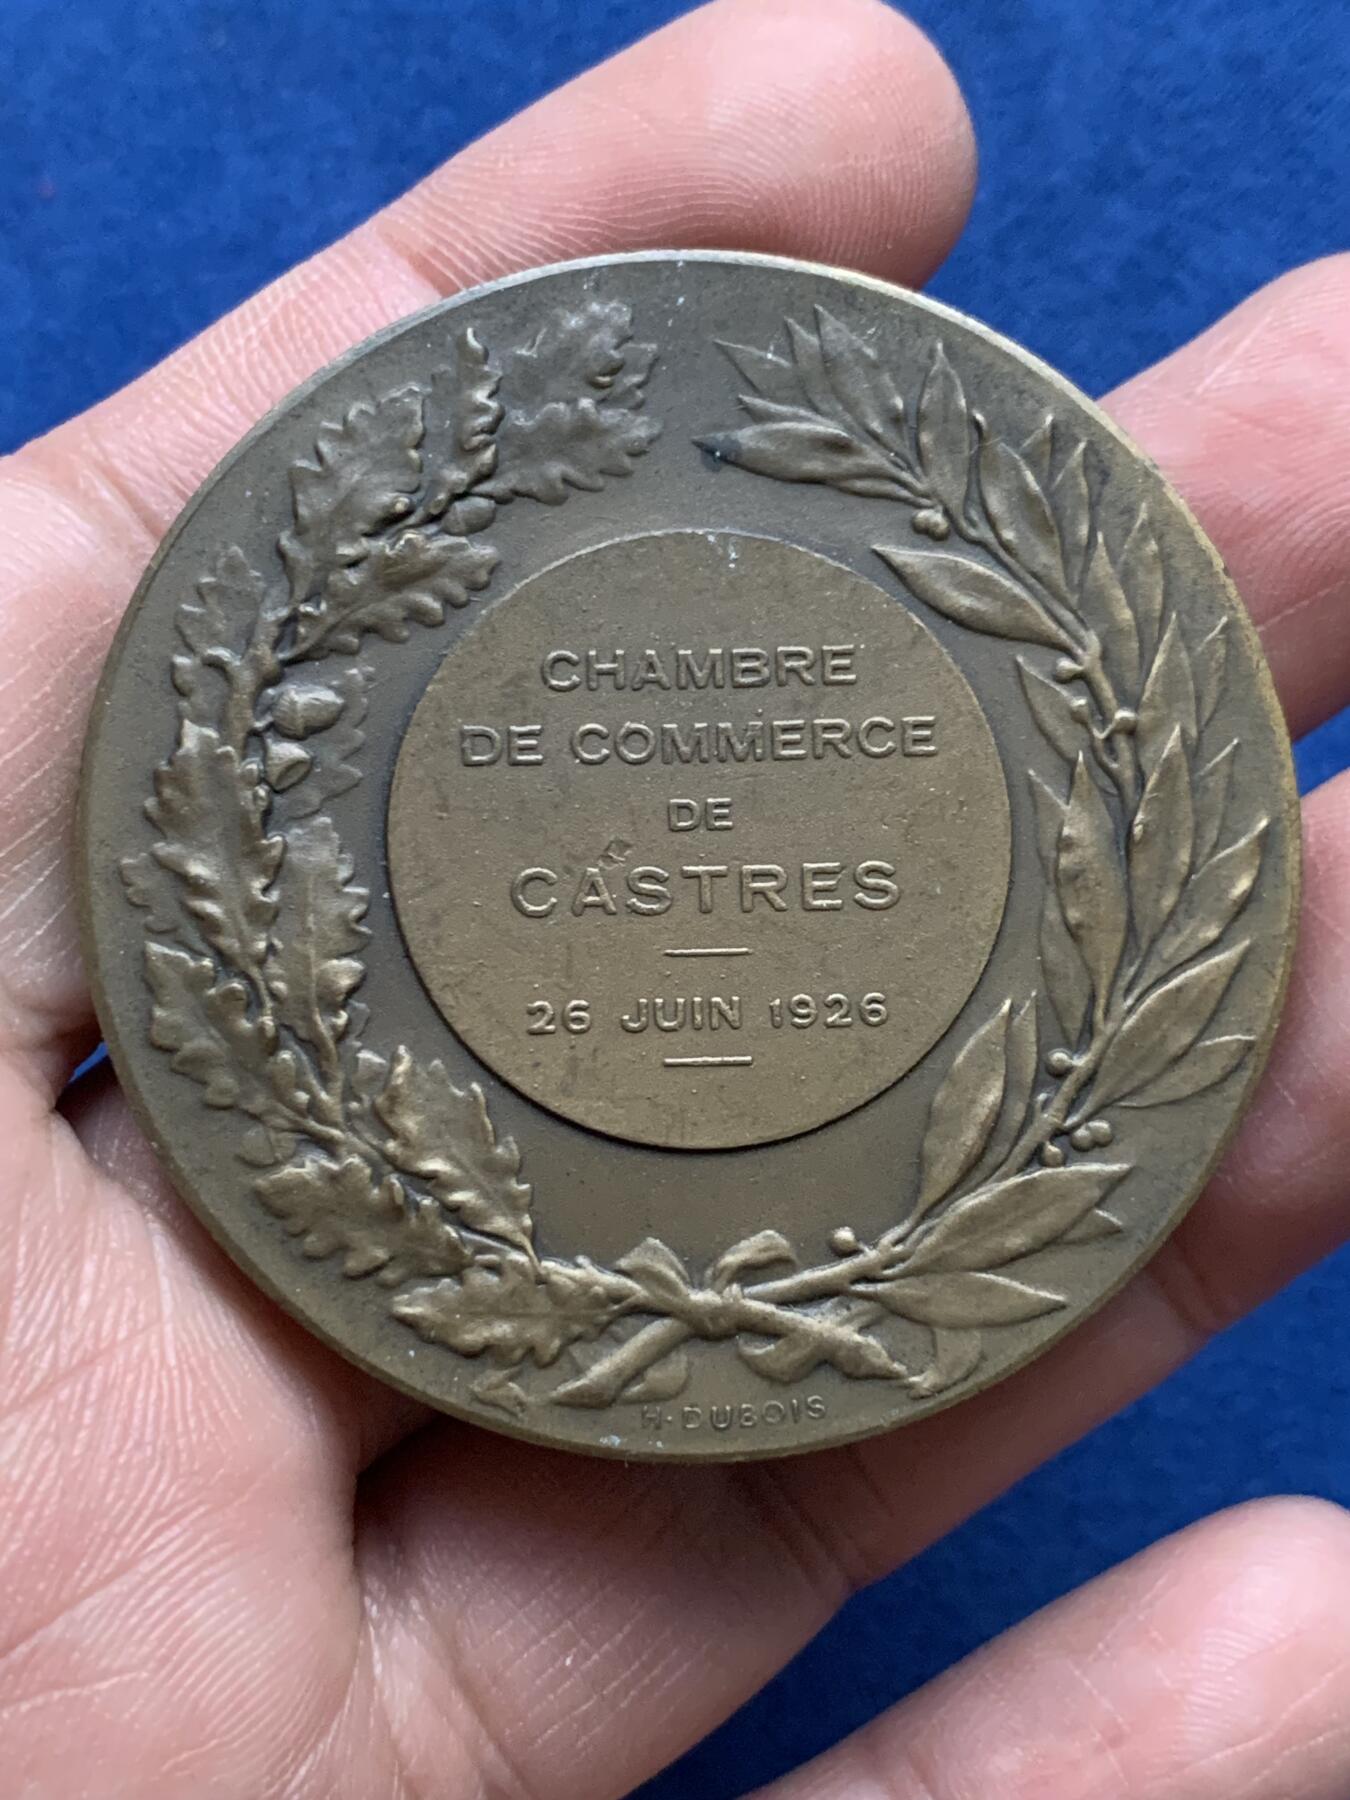 CHAMBRE
DE COMMERCE
DE
CASTRES
26 JUIN 1926
H·DUBOIS